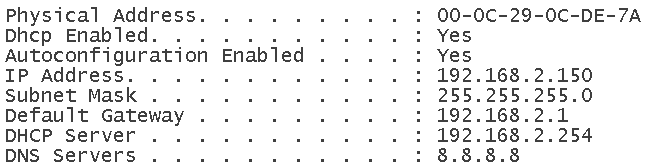 Physical Address. . . . . . . . . : 00-0C-29-0C-DE-7A
Dhcp Enabled. . . . . . . . . . . : Yes
Autoconfiguration Enabled . . . . : Yes
IP Address. . . . . . . . . . . . : 192.168.2.150
Subnet Mask . . . . . . . . . . . : 255.255.255.0
Default Gateway . . . . . . . . . : 192.168.2.1
DHCP Server . . . . . . . . . . . : 192.168.2.254
DNS Servers . . . . . . . . . . . : 8.8.8.8